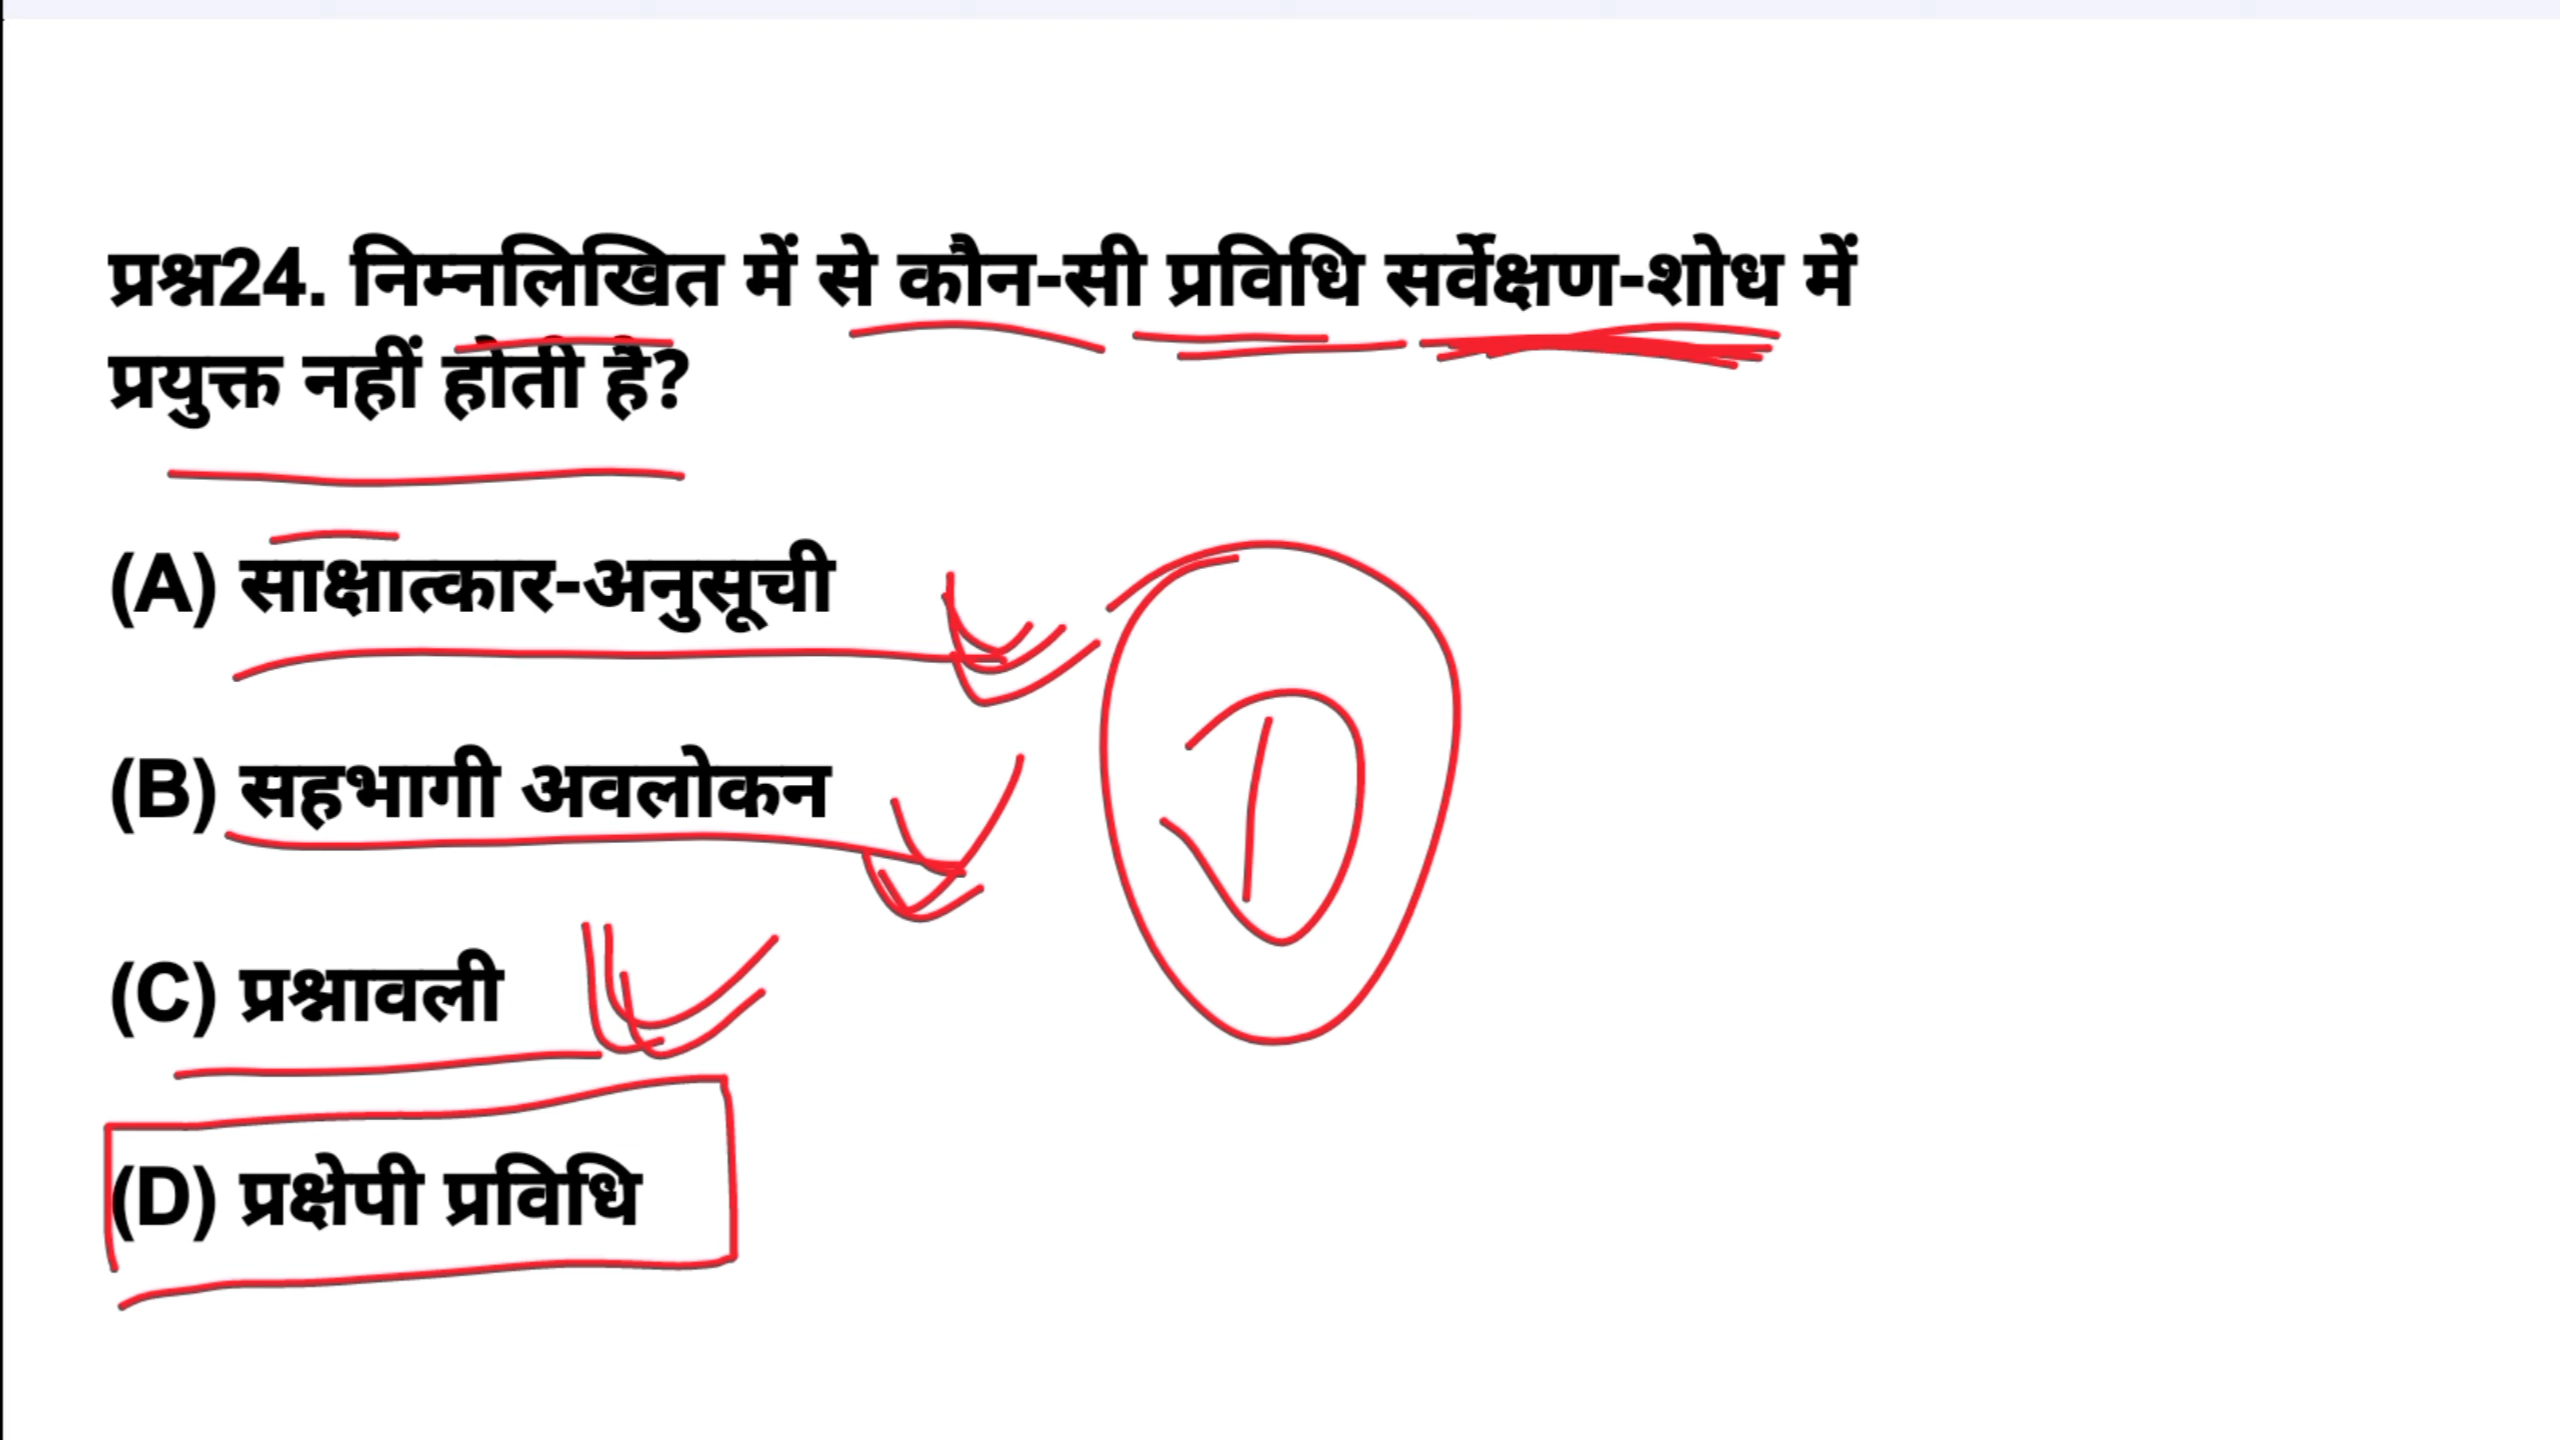 प्रश्न24. निम्नलिखित में से कौन-सी प्रविधि सर्वेक्षण-शोध में
प्रयुक्त नहीं होती है?
(A) साक्षात्कार-अनुसूची
(B) सहभागी अवलोकन
(C) प्रश्नावली
(D) प्रक्षेपी प्रविधि
D